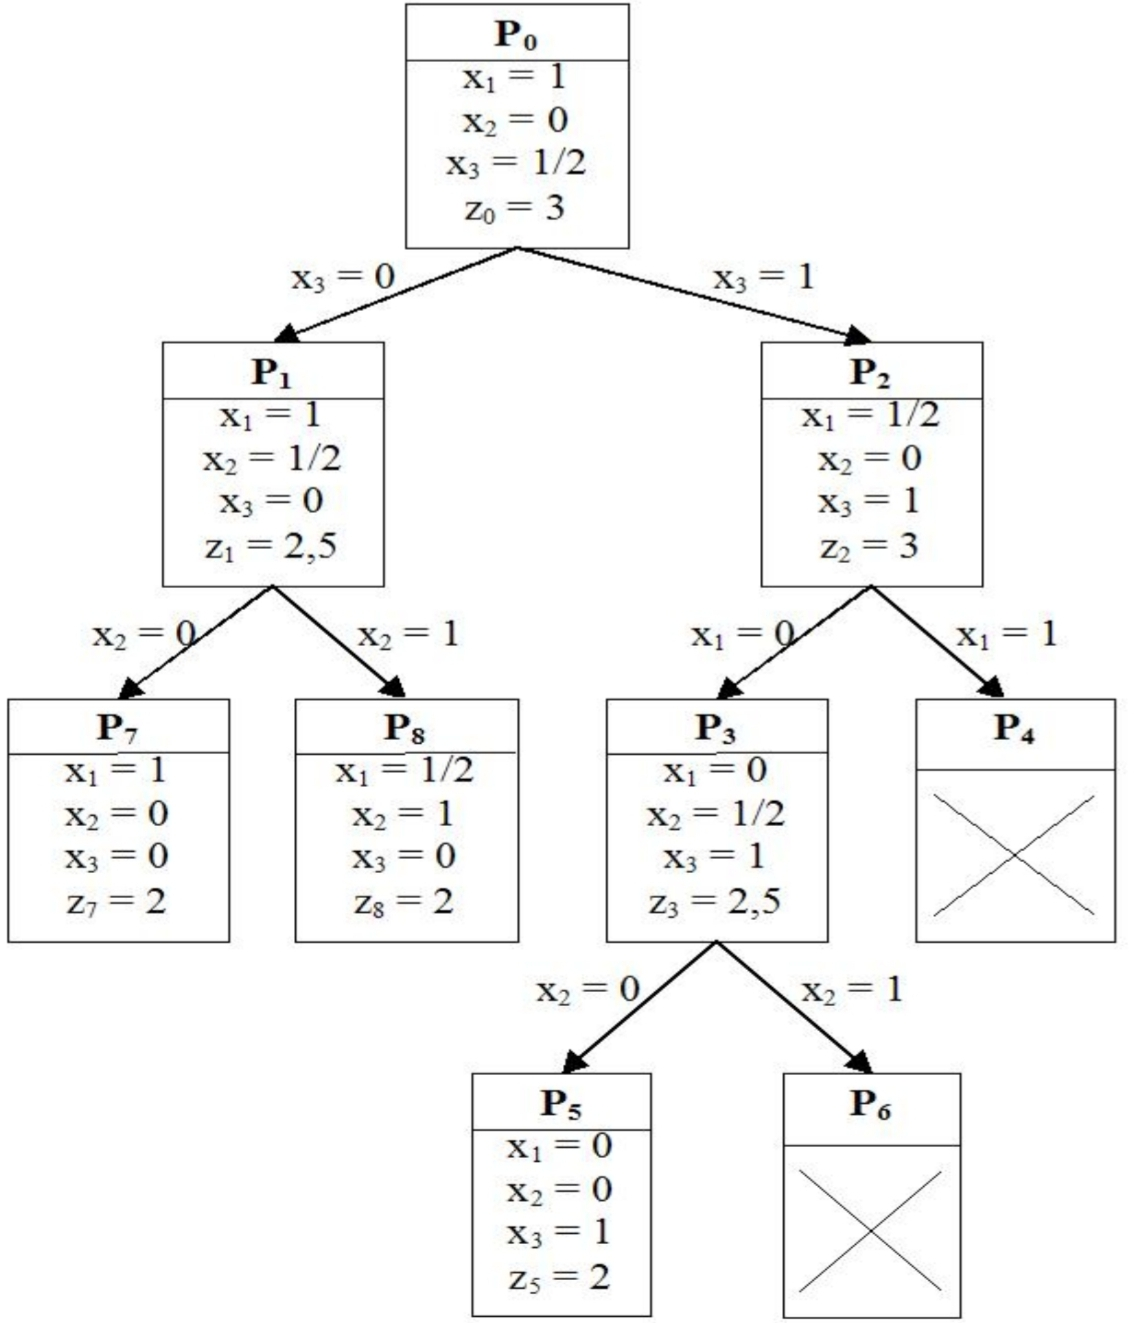 P₀
x₁ = 1
x₂ = 0
x₃ = 1/2
z₀ = 3
x₃ = 0
x₃ = 1
P₁
x₁ = 1
x₂ = 1/2
x₃ = 0
z₁ = 2,5
P₂
x₁ = 1/2
x₂ = 0
x₃ = 1
z₂ = 3
x₂ = 0
x₂ = 1
x₁ = 0
x₁ = 1
P₇
x₁ = 1
x₂ = 0
x₃ = 0
z₇ = 2
P₈
x₁ = 1/2
x₂ = 1
x₃ = 0
z₈ = 2
P₃
x₁ = 0
x₂ = 1/2
x₃ = 1
z₃ = 2,5
P₄
x₂ = 0
x₂ = 1
P₅
x₁ = 0
x₂ = 0
x₃ = 1
z₅ = 2
P₆